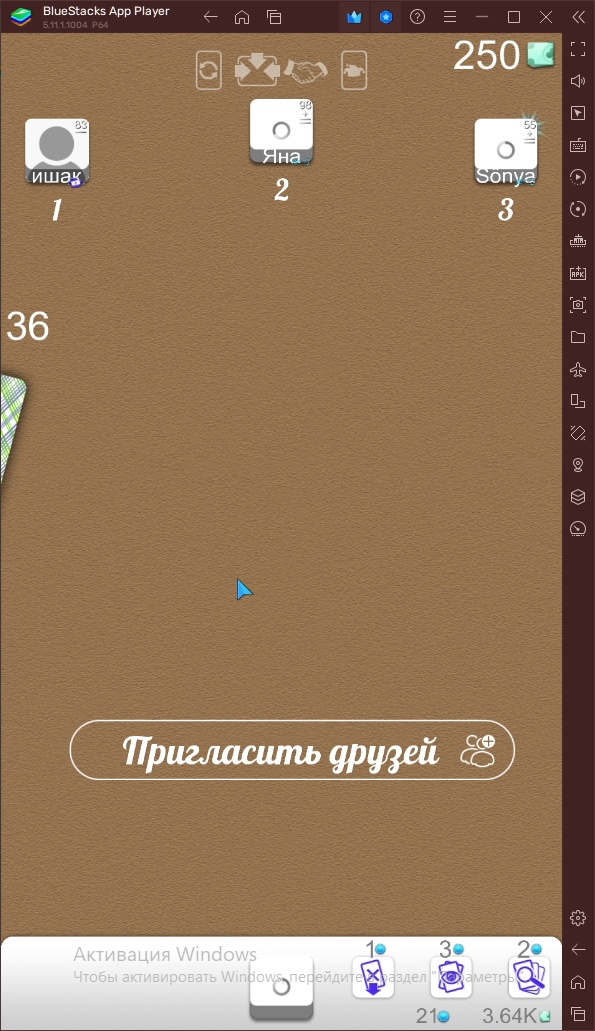 BlueStacks App Player
5.11.1.1004 P64
250
83
98
55
ишак
Яна
Sonya
1
2
3
36
Пригласить друзей
Активация Windows
1
3
2
Чтобы активировать Windows, перейдите в раздел "Параметры".
21
3.64K